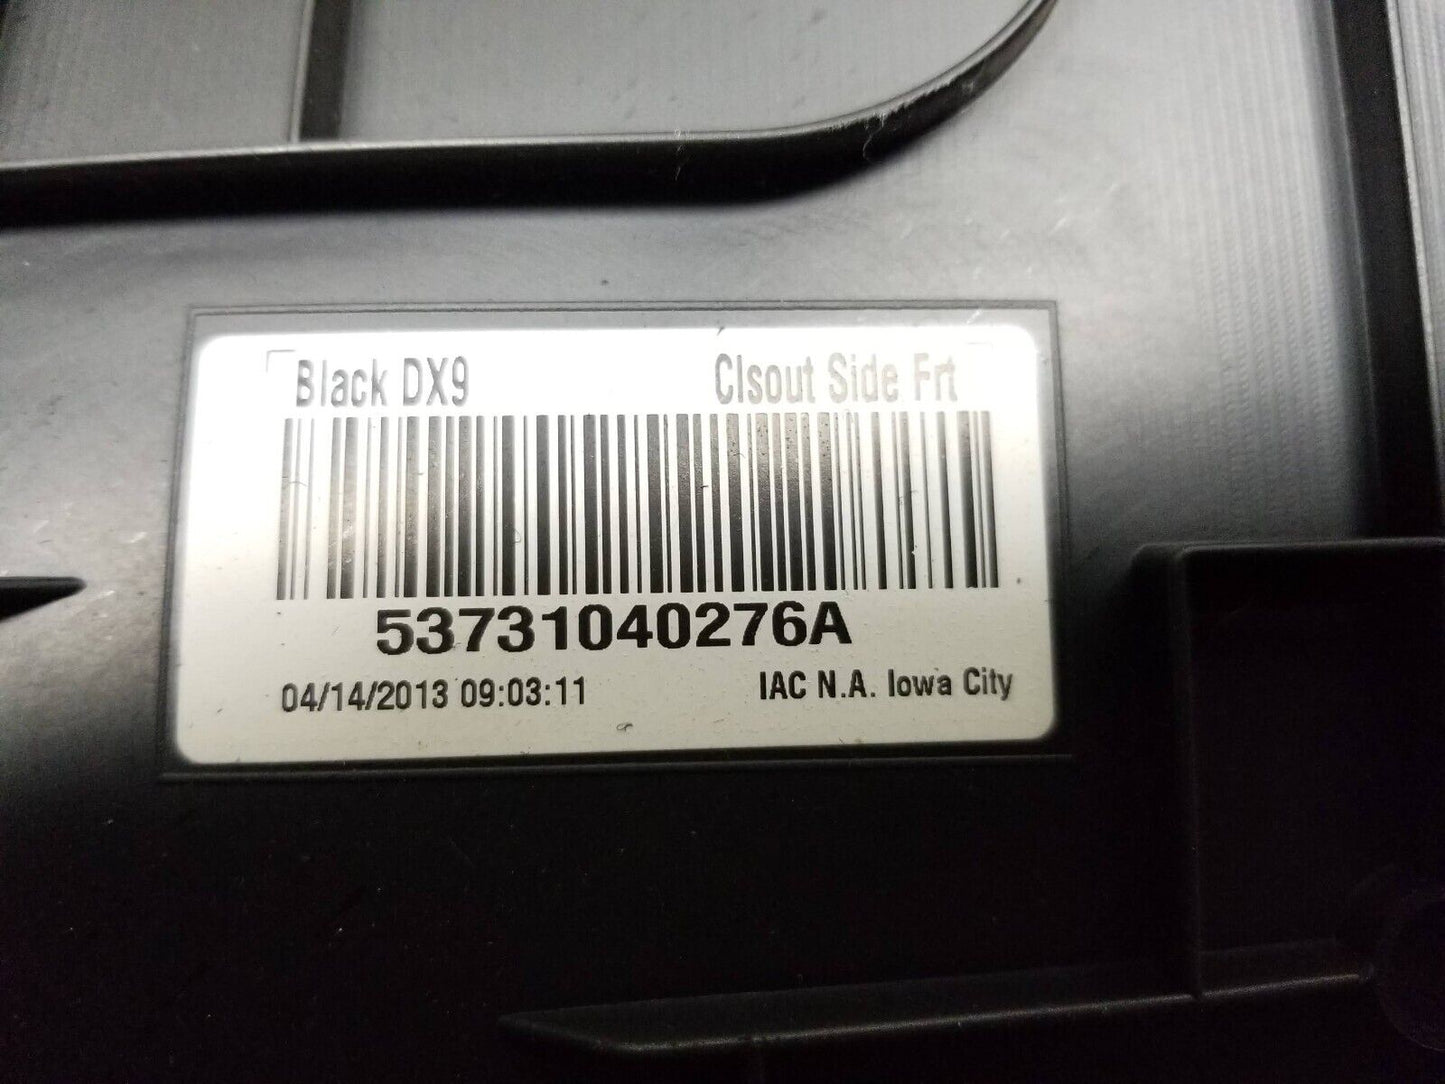 Black DX9 Clsout Side Frt
53731040276A
04/14/2013 09:03:11 IAC N.A. Iowa City